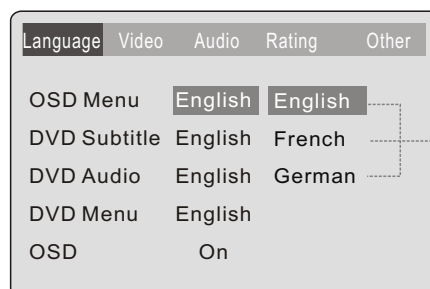 Language Video Audio Rating Other
OSD Menu English English
DVD Subtitle English French
DVD Audio English German
DVD Menu English
OSD On